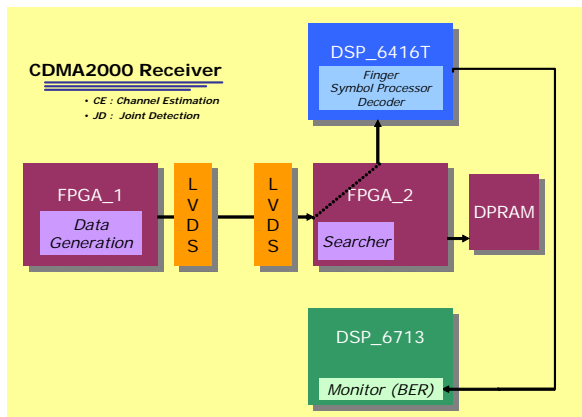 CDMA2000 Receiver
• CE : Channel Estimation
• JD : Joint Detection
DSP_6416T
Finger
Symbol Processor
Decoder
FPGA_1
Data
Generation
L
V
D
S
L
V
D
S
FPGA_2
Searcher
DPRAM
DSP_6713
Monitor (BER)